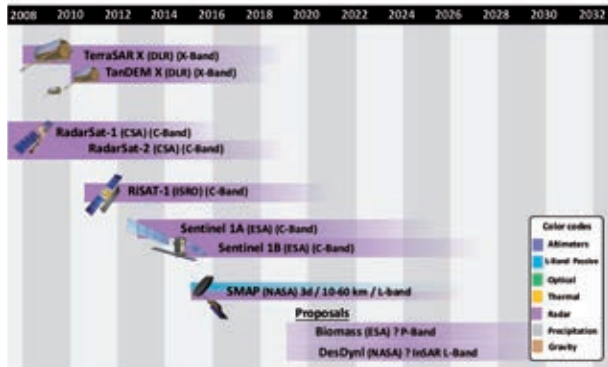 2008 2010 2012 2014 2016 2018 2020 2022 2024 2026 2030 2032
TerraSAR X (DLR) (X-Band)
TanDEM X (DLR) (X-Band)
RadarSat-1 (CSA) (C-Band)
RadarSat-2 (CSA) (C-Band)
RISAT-1 (ISRO) (C-Band)
Sentinel 1A (ESA) (C-Band)
Sentinel 1B (ESA) (C-Band)
SMAP (NASA) 3d / 10-60 km / L-band
Proposals
Biomass (ESA) ? P-Band
DesDynI (NASA) ? InSAR L-Band
Color codes
Altimeters
L-Band Passive
Optical
Thermal
Radar
Precipitation
Gravity